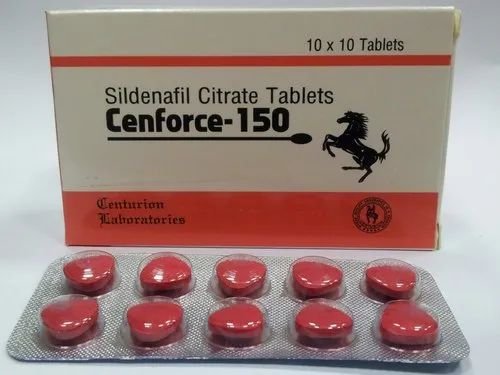 10 x 10 Tablets
Sildenafil Citrate Tablets
Cenforce-150
Centurion
Laboratories